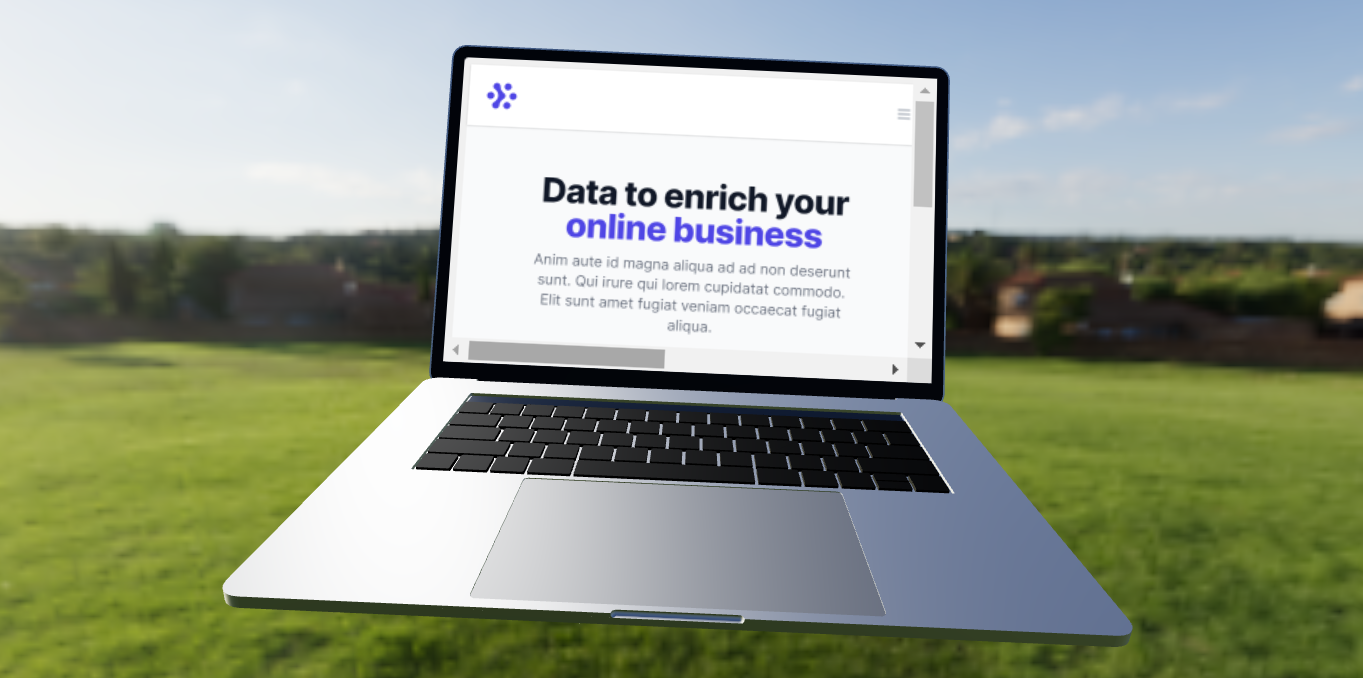 Data to enrich your
online business
Anim aute id magna aliqua ad ad non deserunt
sunt. Qui irure qui lorem cupidatat commodo.
Elit sunt amet fugiat veniam occaecat fugiat
aliqua.